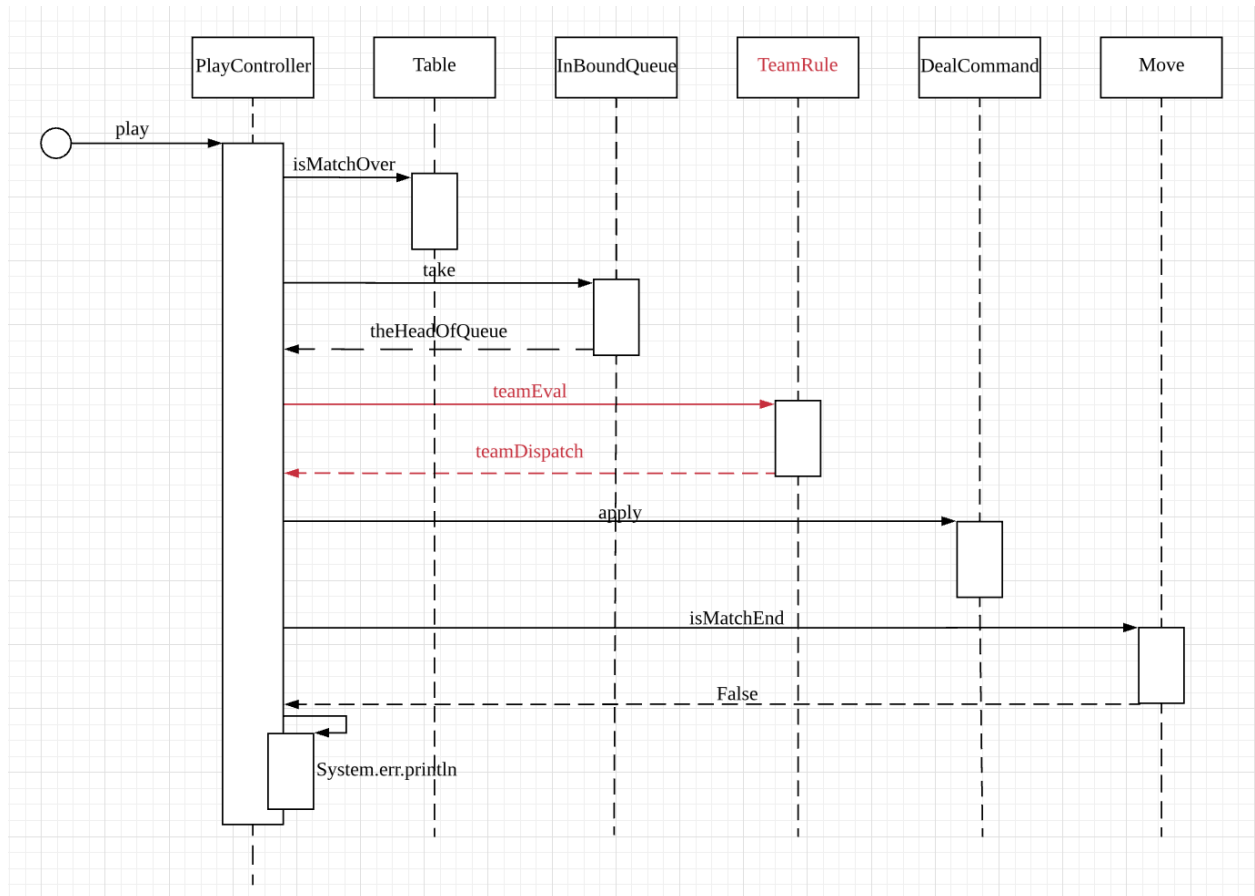 PlayController
Table
InBoundQueue
TeamRule
DealCommand
Move
play
isMatchOver
take
theHeadOfQueue
teamEval
teamDispatch
apply
isMatchEnd
False
System.err.println